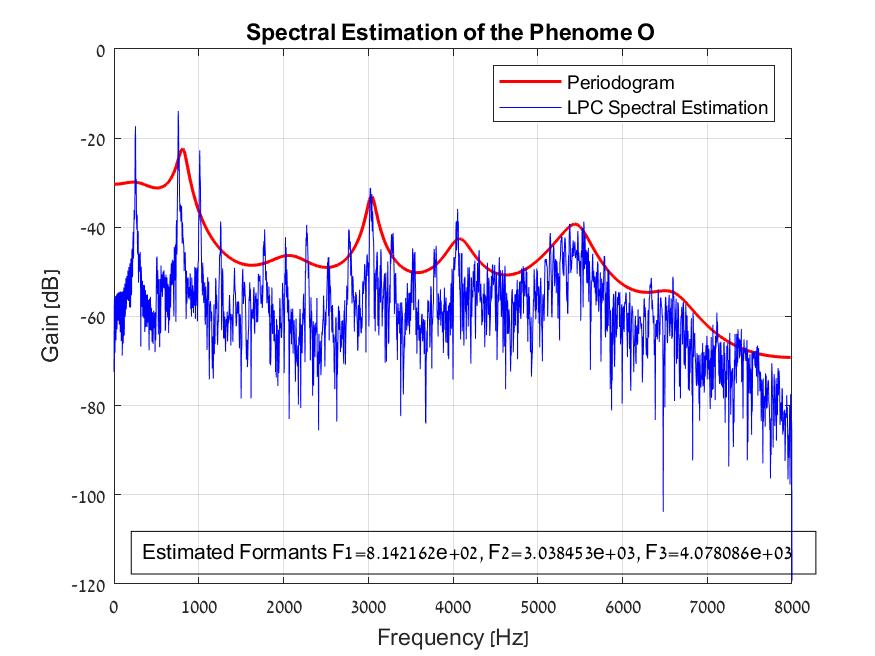 Spectral Estimation of the Phenome O
Periodogram
LPC Spectral Estimation
0
-20
-40
-60
-80
-100
-120
Gain [dB]
Estimated Formants F1=8.142162e+02, F2=3.038453e+03, F3=4.078086e+03
0 1000 2000 3000 4000 5000 6000 7000 8000
Frequency [Hz]